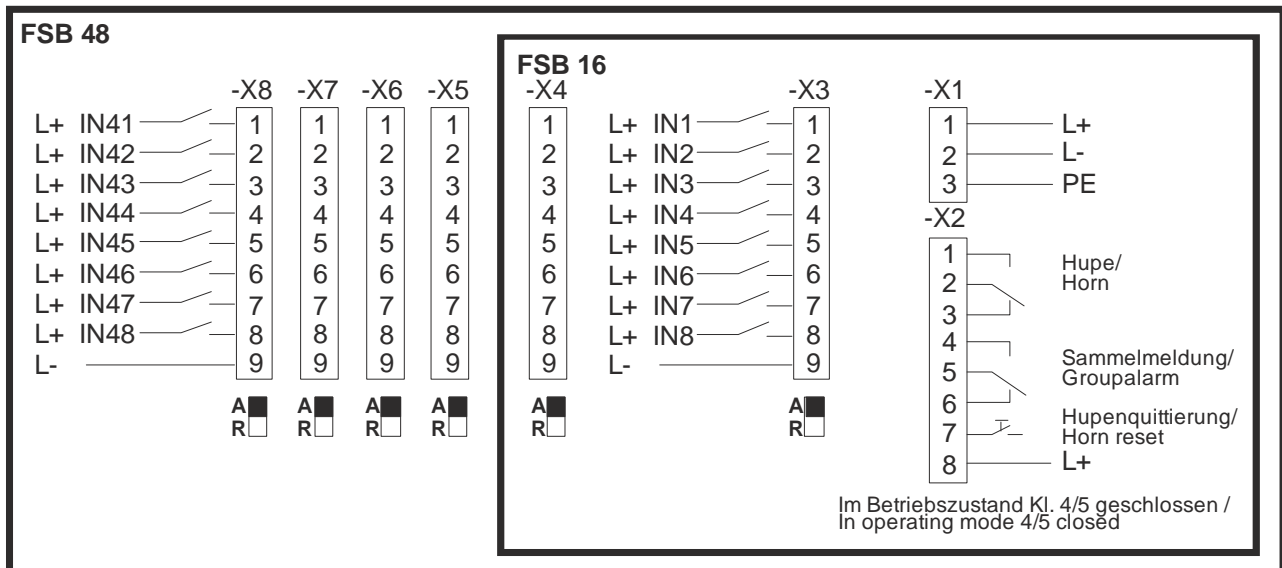 FSB 48
FSB 16
-X8 -X7 -X6 -X5 -X4 -X3 -X1
L+ IN41 1 1 1 1 1 L+ IN1 1 1 L+
L+ IN42 2 2 2 2 2 L+ IN2 2 2 L-
L+ IN43 3 3 3 3 3 L+ IN3 3 3 PE
L+ IN44 4 4 4 4 4 L+ IN4 4
L+ IN45 5 5 5 5 5 L+ IN5 5
L+ IN46 6 6 6 6 6 L+ IN6 6
L+ IN47 7 7 7 7 7 L+ IN7 7
L+ IN48 8 8 8 8 8 L+ IN8 8
L- 9 9 9 9 9 L- 9
A A A A A A
R R R R R R
-X2
1
2
3
4
5
6
7
8 L+
Hupe/
Horn
Sammelmeldung/
Groupalarm
Hupenquittierung/
Horn reset
Im Betriebszustand Kl. 4/5 geschlossen /
In operating mode 4/5 closed